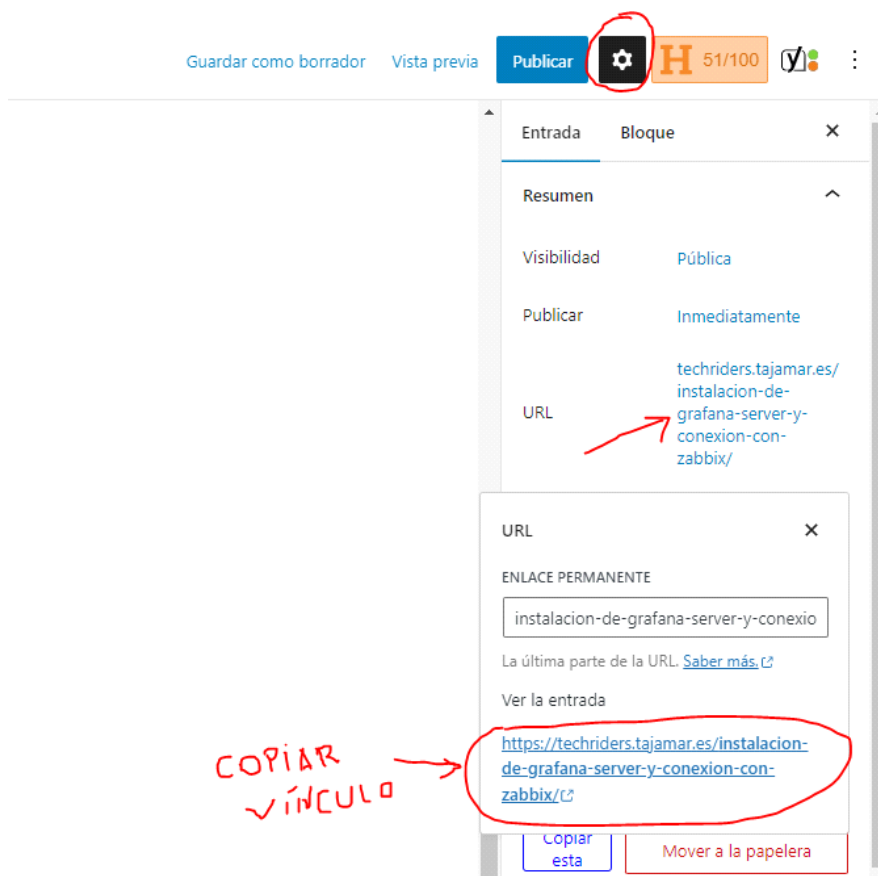 Guardar como borrador Vista previa Publicar H 51/100
Entrada Bloque
Resumen
Visibilidad Pública
Publicar Inmediatamente
URL techriders.tajamar.es/
instalacion-de-
grafana-server-y-
conexion-con-
zabbix/
URL
ENLACE PERMANENTE
instalacion-de-grafana-server-y-conexio
La última parte de la URL. Saber más.
Ver la entrada
https://techriders.tajamar.es/instalacion-
de-grafana-server-y-conexion-con-
zabbix/
COPIAR
VÍNCULO
Copiar
esta
Mover a la papelera